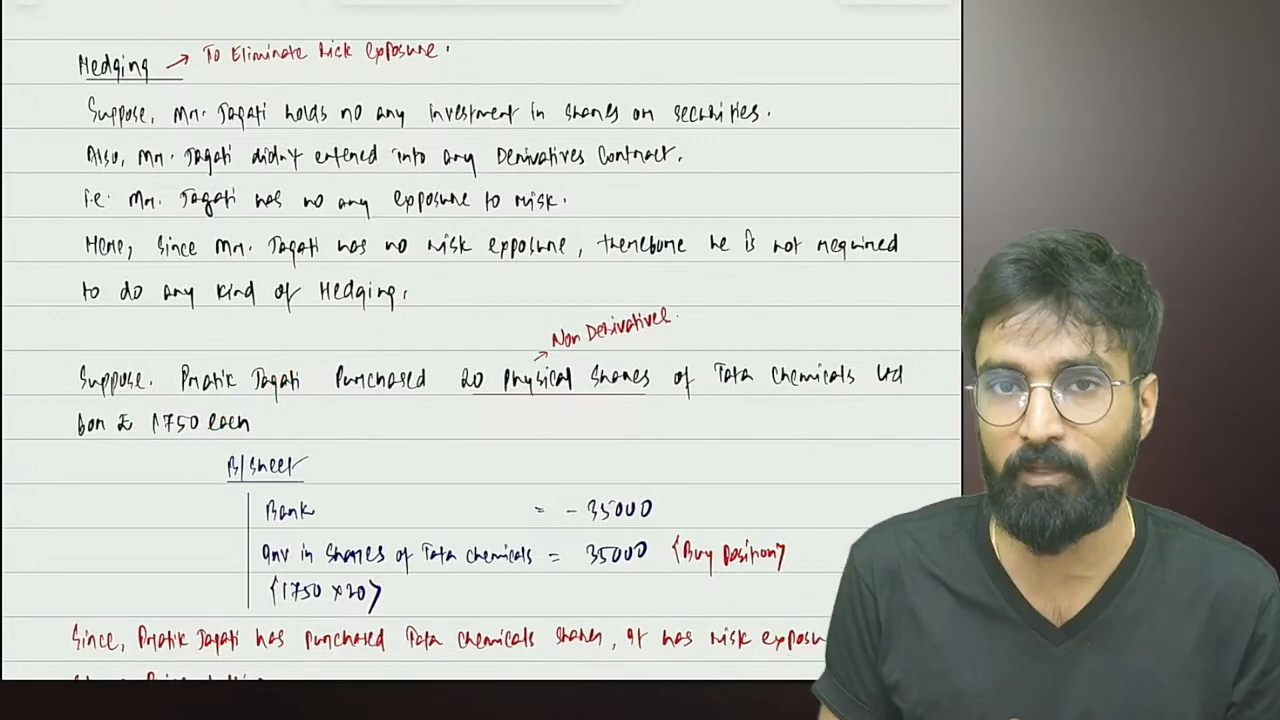 Hedging → To Eliminate Risk exposure.
Suppose, Mr. Jagati holds no any investment in shares or securities.
Also, Mr. Jagati didn't entered into any Derivatives Contract.
i.e. Mr. Jagati has no any exposure to risk.
Here, since Mr. Jagati has no risk exposure, therefore he is not required
to do any kind of Hedging.
Non Derivatives.
Suppose. Pratik Jagati Purchased 20 Physical Shares of Tata Chemicals Ltd
for ₹ 1750 each
B/Sheet
Bank = - 35000
Inv in Shares of Tata Chemicals = 35000 {Buy Position}
{1750 × 20}
Since, Pratik Jagati has purchased Tata Chemicals shares, it has risk exposu